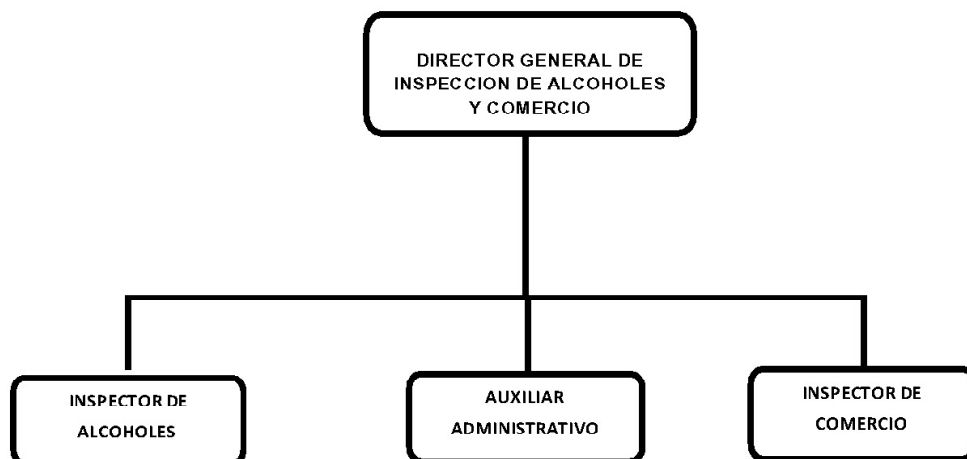 DIRECTOR GENERAL DE
INSPECCION DE ALCOHOLES
Y COMERCIO
INSPECTOR DE
ALCOHOLES
AUXILIAR
ADMINISTRATIVO
INSPECTOR DE
COMERCIO